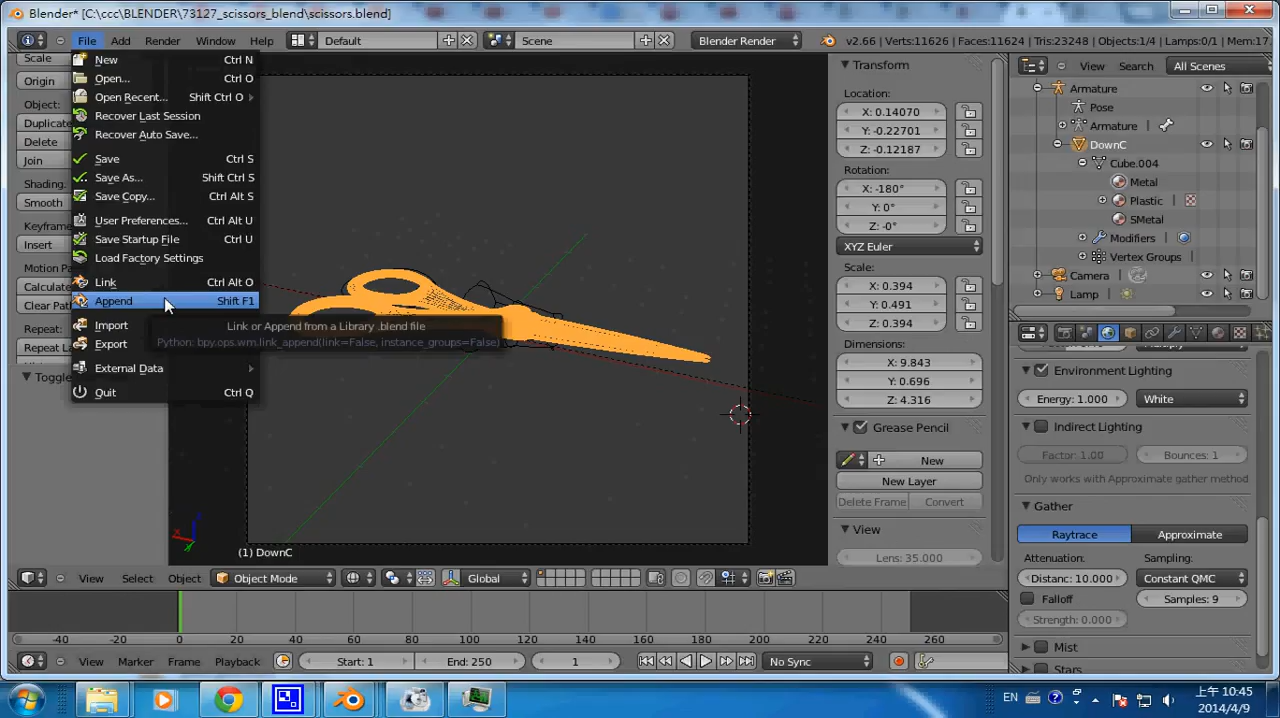 Blender* [C:\ccc\BLENDER\73127_scissors_blend\scissors.blend]
File Add Render Window Help Default Scene Blender Render v2.66 | Verts:11626 | Faces:11624 | Tris:23248 | Objects:1/4 | Lamps:0/1 | Mem:17.
Scale
Origin
Object:
Duplicate
Delete
Join
Shading:
Smooth
Keyframe
Insert
Motion Pa
Calculate
Clear Pat
Repeat:
Repeat L
Toggle
New Ctrl N
Open... Ctrl O
Open Recent... Shift Ctrl O
Recover Last Session
Recover Auto Save...
Save Ctrl S
Save As... Shift Ctrl S
Save Copy... Ctrl Alt S
User Preferences... Ctrl Alt U
Save Startup File Ctrl U
Load Factory Settings
Link Ctrl Alt O
Append Shift F1
Import
Export
External Data
Quit Ctrl Q
Link or Append from a Library .blend file
Python: bpy.ops.wm.link_append(link=False, instance_groups=False)
(1) DownC
Transform
Location:
X: 0.14070
Y: -0.22701
Z: -0.12187
Rotation:
X: -180°
Y: 0°
Z: -0°
XYZ Euler
Scale:
X: 0.394
Y: 0.491
Z: 0.394
Dimensions:
X: 9.843
Y: 0.696
Z: 4.316
Grease Pencil
New
New Layer
Delete Frame Convert
View
Lens: 35.000
View Search All Scenes
Armature
Pose
Armature
DownC
Cube.004
Metal
Plastic
SMetal
Modifiers
Vertex Groups
Camera
Lamp
Environment Lighting
Energy: 1.000 White
Indirect Lighting
Factor: 1.00 Bounces: 1
Only works with Approximate gather method
Gather
Raytrace Approximate
Attenuation: Sampling:
Distanc: 10.000 Constant QMC
Falloff Samples: 9
Strength: 0.000
Mist
Stars
View Select Object Object Mode Global
-40 -20 0 20 40 60 80 100 120 140 160 180 200 220 240 260
View Marker Frame Playback Start: 1 End: 250 1 No Sync
EN
上午 10:45
2014/4/9